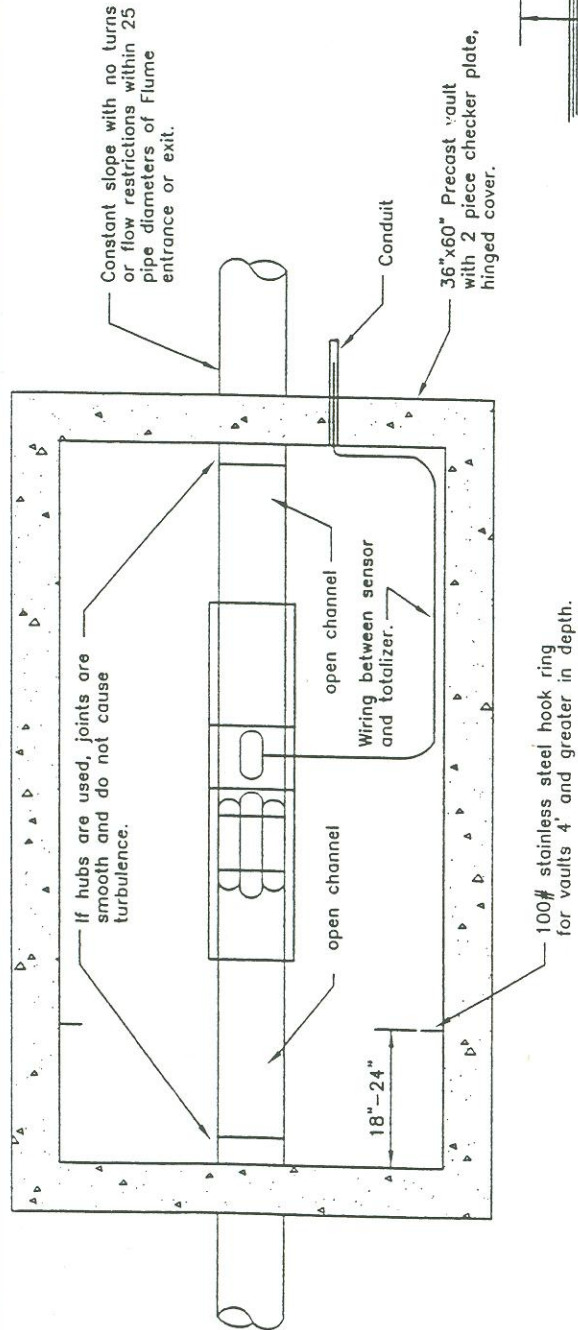 Constant slope with no turns
or flow restrictions within 25
pipe diameters of Flume
entrance or exit.
If hubs are used, joints are
smooth and do not cause
turbulence.
Conduit
open channel
Wiring between sensor
and totalizer.
open channel
36"x60" Precast vault
with 2 piece checker plate,
hinged cover.
18"-24"
100# stainless steel hook ring
for vaults 4' and greater in depth.